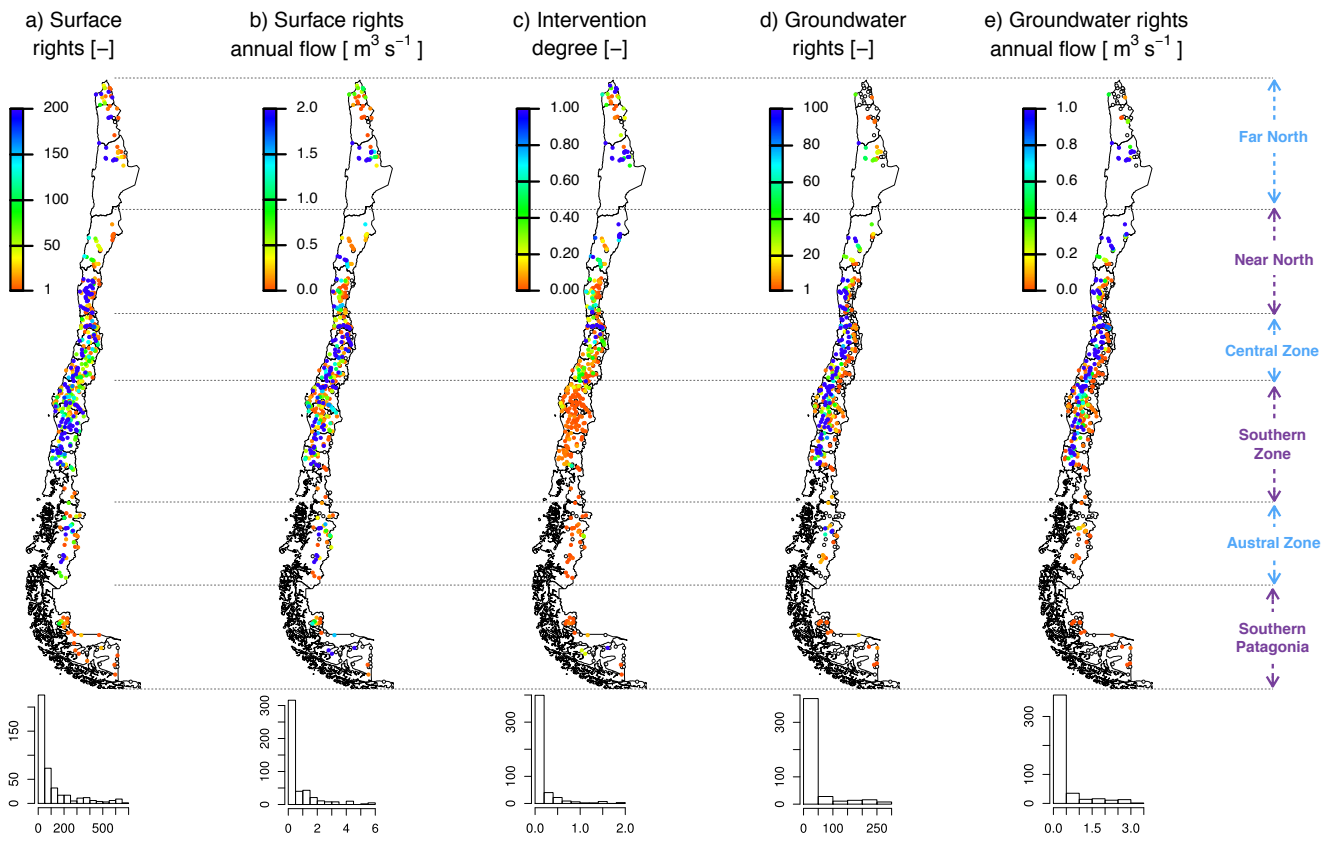 a) Surface
rights [−]
b) Surface rights
annual flow [ m³ s⁻¹ ]
c) Intervention
degree [−]
d) Groundwater
rights [−]
e) Groundwater rights
annual flow [ m³ s⁻¹ ]
200
150
100
50
1
2.0
1.5
1.0
0.5
0.0
1.00
0.80
0.60
0.40
0.20
0.00
100
80
60
40
20
1
1.0
0.8
0.6
0.4
0.2
0.0
Far North
Near North
Central Zone
Southern
Zone
Austral Zone
Southern
Patagonia
0
50
150
0 200 500
0
100
200
300
0 2 4 6
0
100
300
0.0 1.0 2.0
0
100
300
0 100 250
0
100
300
0.0 1.5 3.0